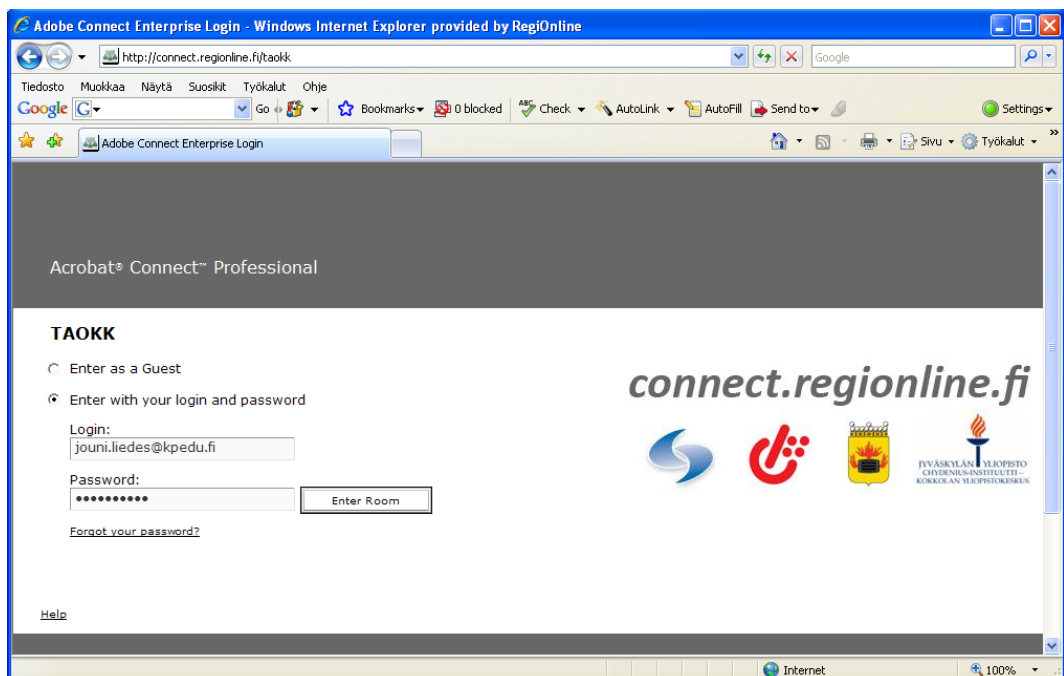 Adobe Connect Enterprise Login - Windows Internet Explorer provided by RegiOnline
http://connect.regionline.fi/taokk
Google
Tiedosto Muokkaa Näytä Suosikit Työkalut Ohje
Google G Go Bookmarks 0 blocked ABC Check AutoLink AutoFill Send to Settings
Adobe Connect Enterprise Login Sivu Työkalut »
Acrobat® Connect™ Professional
TAOKK
Enter as a Guest
Enter with your login and password
Login:
jouni.liedes@kpedu.fi
Password:
••••••••••
Enter Room
Forgot your password?
Help
connect.regionline.fi
JYVÄSKYLÄN YLIOPISTO
CHYDENIUS-INSTITUUTTI –
KOKKOLAN YLIOPISTOKESKUS
Internet 100%